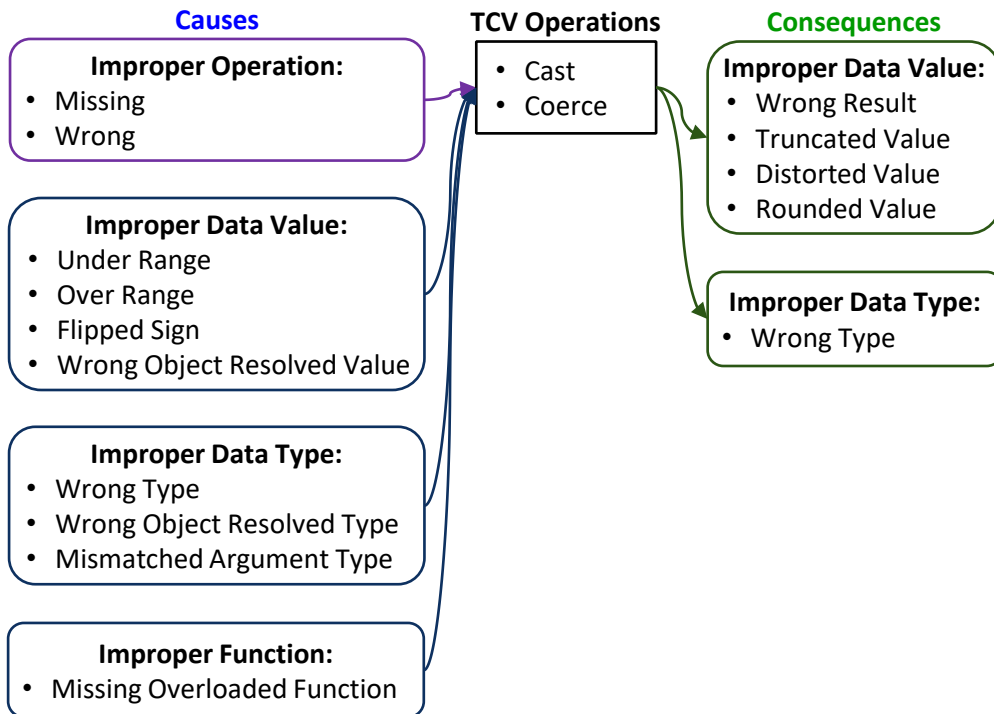 Causes
Improper Operation:
• Missing
• Wrong
Improper Data Value:
• Under Range
• Over Range
• Flipped Sign
• Wrong Object Resolved Value
Improper Data Type:
• Wrong Type
• Wrong Object Resolved Type
• Mismatched Argument Type
Improper Function:
• Missing Overloaded Function
TCV Operations
• Cast
• Coerce
Consequences
Improper Data Value:
• Wrong Result
• Truncated Value
• Distorted Value
• Rounded Value
Improper Data Type:
• Wrong Type